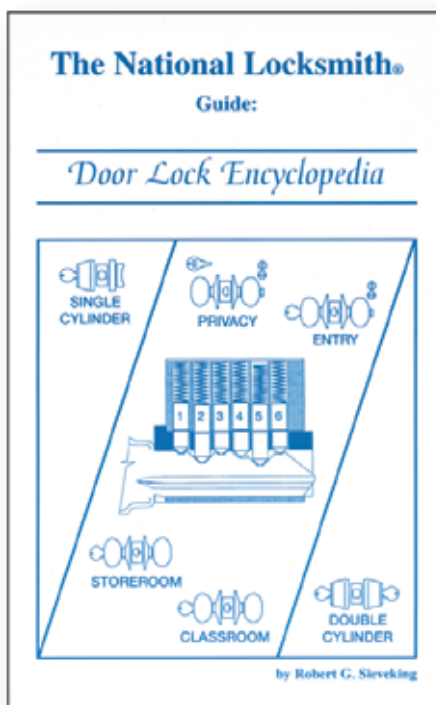 The National Locksmith®
Guide:
Door Lock Encyclopedia
SINGLE
CYLINDER
PRIVACY
ENTRY
1 2 3 4 5 6
STOREROOM
CLASSROOM
DOUBLE
CYLINDER
by Robert G. Sieveking